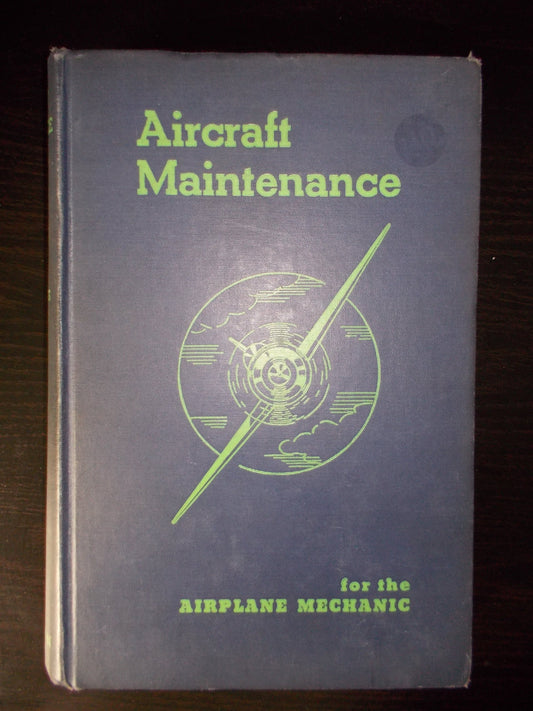 Aircraft
Maintenance
for the
AIRPLANE MECHANIC